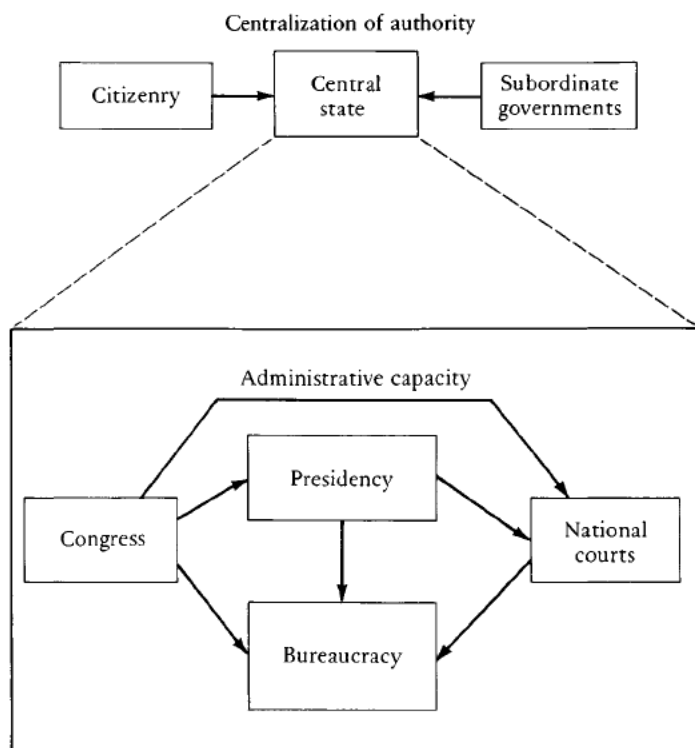 Centralization of authority
Citizenry
Central
state
Subordinate
governments
Administrative capacity
Presidency
Congress
National
courts
Bureaucracy